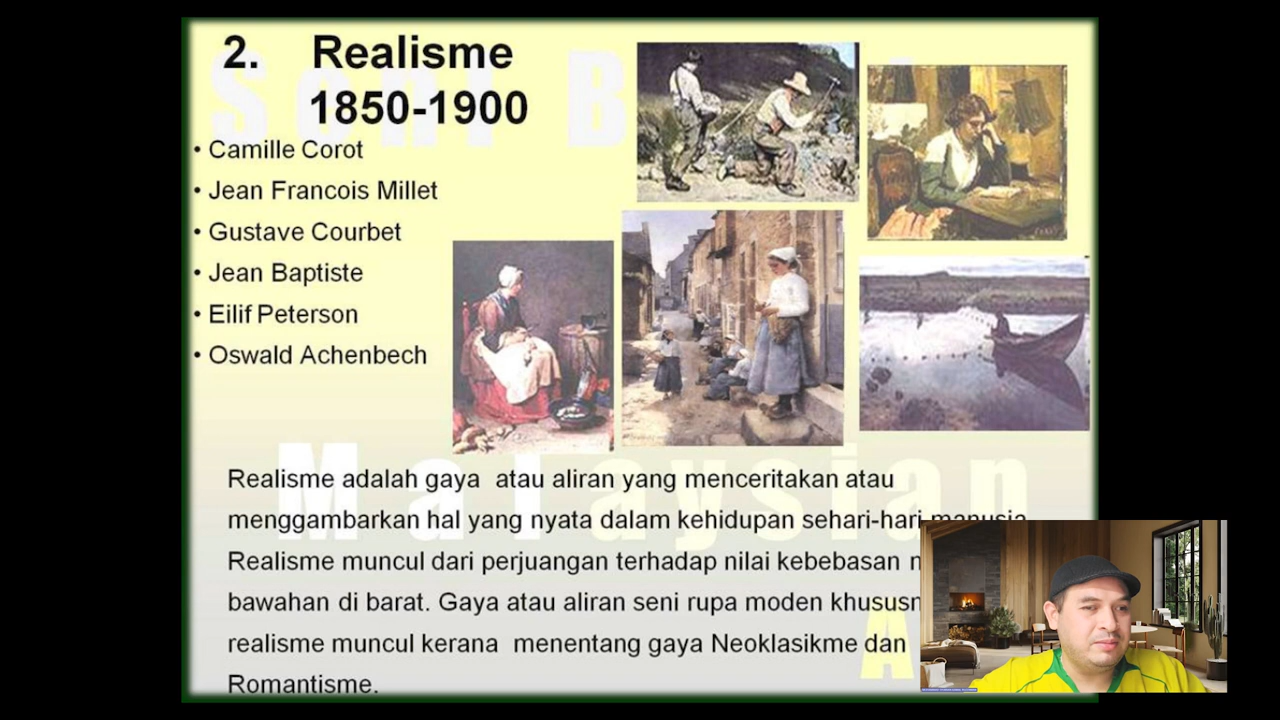 2. Realisme
1850-1900
• Camille Corot
• Jean Francois Millet
• Gustave Courbet
• Jean Baptiste
• Eilif Peterson
• Oswald Achenbech
Realisme adalah gaya atau aliran yang menceritakan atau
menggambarkan hal yang nyata dalam kehidupan sehari-hari manusia.
Realisme muncul dari perjuangan terhadap nilai kebebasan
bawahan di barat. Gaya atau aliran seni rupa moden
realisme muncul kerana menentang gaya Neoklasikme dan
Romantisme.
Malaysian